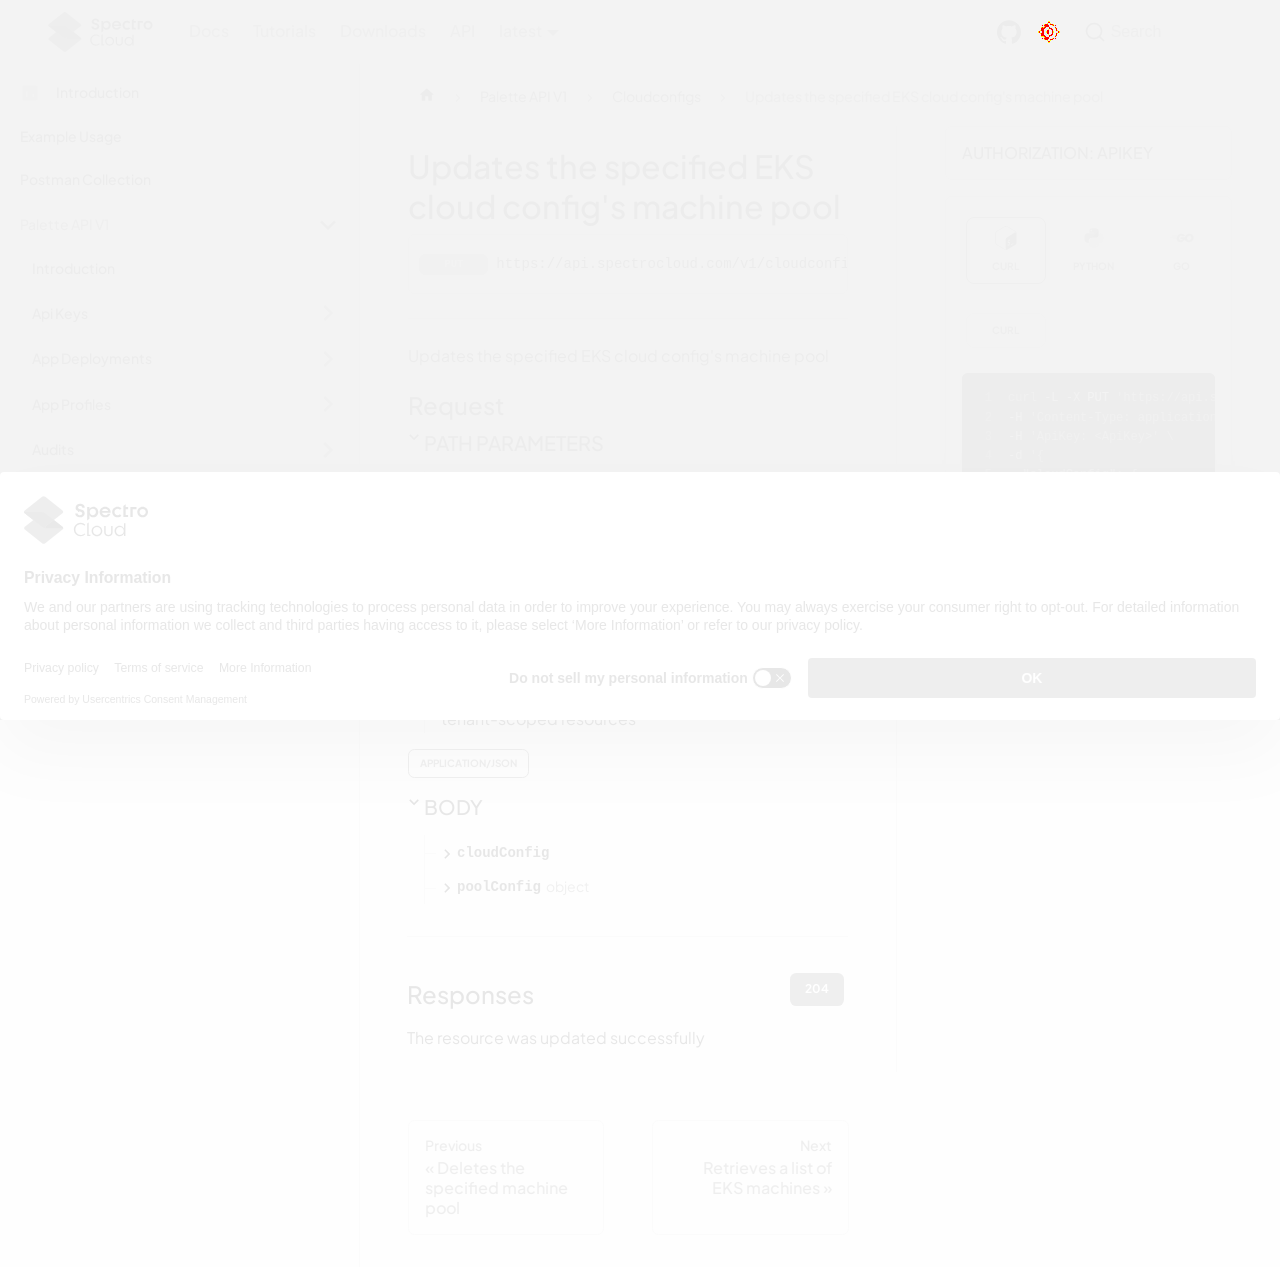 Spectro Cloud
Docs Tutorials Downloads API latest Search
Introduction
Palette API V1 Cloudconfigs Updates the specified EKS cloud config's machine pool
Example Usage
Postman Collection
Palette API V1
Introduction
Api Keys
App Deployments
App Profiles
Audits
Updates the specified EKS
cloud config's machine pool
https://api.spectrocloud.com/v1/cloudconfi
Updates the specified EKS cloud config's machine pool
Request
PATH PARAMETERS
AUTHORIZATION: APIKEY
CURL PYTHON GO
CURL
PUT
Spectro
Cloud
Privacy Information
We and our partners are using tracking technologies to process personal data in order to improve your experience. You may always exercise your consumer right to opt-out. For detailed information
about personal information we collect and third parties having access to it, please select 'More Information' or refer to our privacy policy.
Privacy policy Terms of service More Information
Powered by Usercentrics Consent Management
Do not sell my personal information
OK
tenant-scoped resources
APPLICATION/JSON
BODY
cloudConfig
poolConfig object
Responses
204
The resource was updated successfully
Previous
« Deletes the
specified machine
pool
Next
Retrieves a list of
EKS machines »